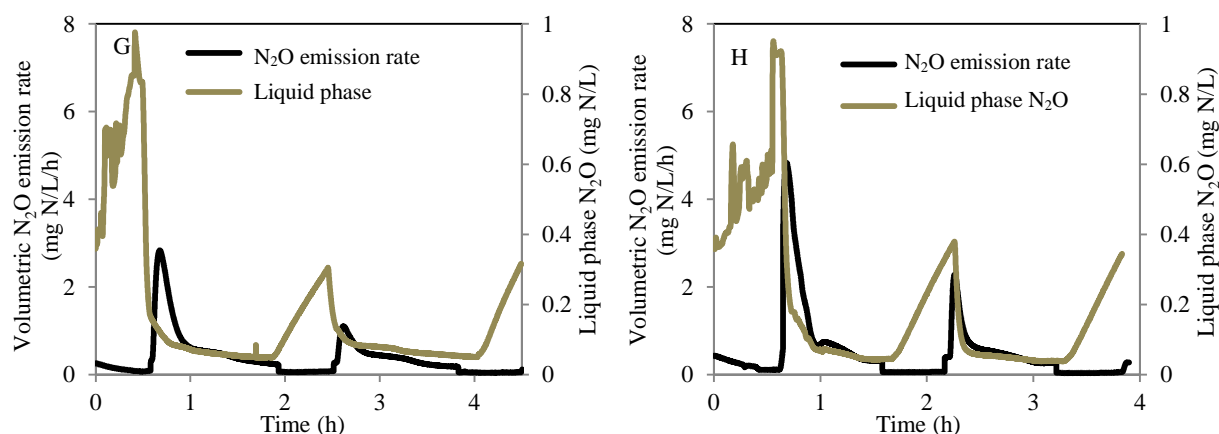 Volumetric N₂O emission rate
(mg N/L/h)
8
6
4
2
0
G
N₂O emission rate
Liquid phase
1
0.8
0.6
0.4
0.2
0
Liquid phase N₂O (mg N/L)
0 1 2 3 4
Time (h)
Volumetric N₂O emission rate
(mg N/L/h)
8
6
4
2
0
H
N₂O emission rate
Liquid phase N₂O
1
0.8
0.6
0.4
0.2
0
Liquid phase N₂O (mg N/L)
0 1 2 3 4
Time (h)